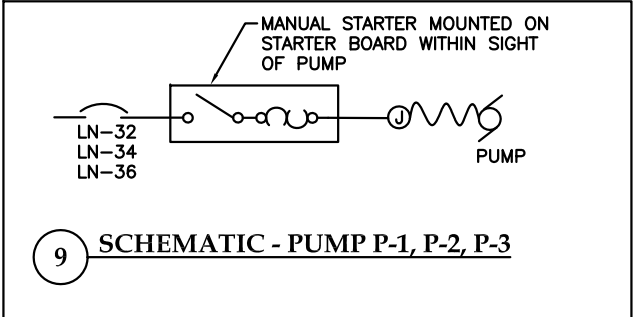 MANUAL STARTER MOUNTED ON
STARTER BOARD WITHIN SIGHT
OF PUMP
LN-32
LN-34
LN-36
J
PUMP
9 SCHEMATIC - PUMP P-1, P-2, P-3